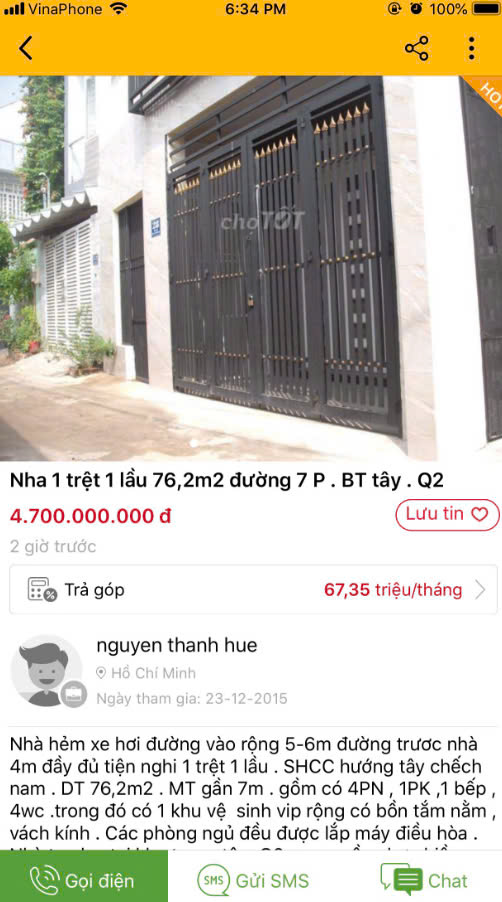 VinaPhone 6:34 PM 100%
HOT
chợTỐT
Nha 1 trệt 1 lầu 76,2m2 đường 7 P . BT tây . Q2
4.700.000.000 đ
Lưu tin
2 giờ trước
Trả góp 67,35 triệu/tháng
nguyen thanh hue
Hồ Chí Minh
Ngày tham gia: 23-12-2015
Nhà hẻm xe hơi đường vào rộng 5-6m đường trươc nhà
4m đầy đủ tiện nghi 1 trệt 1 lầu . SHCC hướng tây chếch
nam . DT 76,2m2 . MT gần 7m . gồm có 4PN , 1PK ,1 bếp ,
4wc .trong đó có 1 khu vệ sinh vip rộng có bồn tắm nằm ,
vách kính . Các phòng ngủ đều được lắp máy điều hòa .
Gọi điện
SMS Gửi SMS
Chat